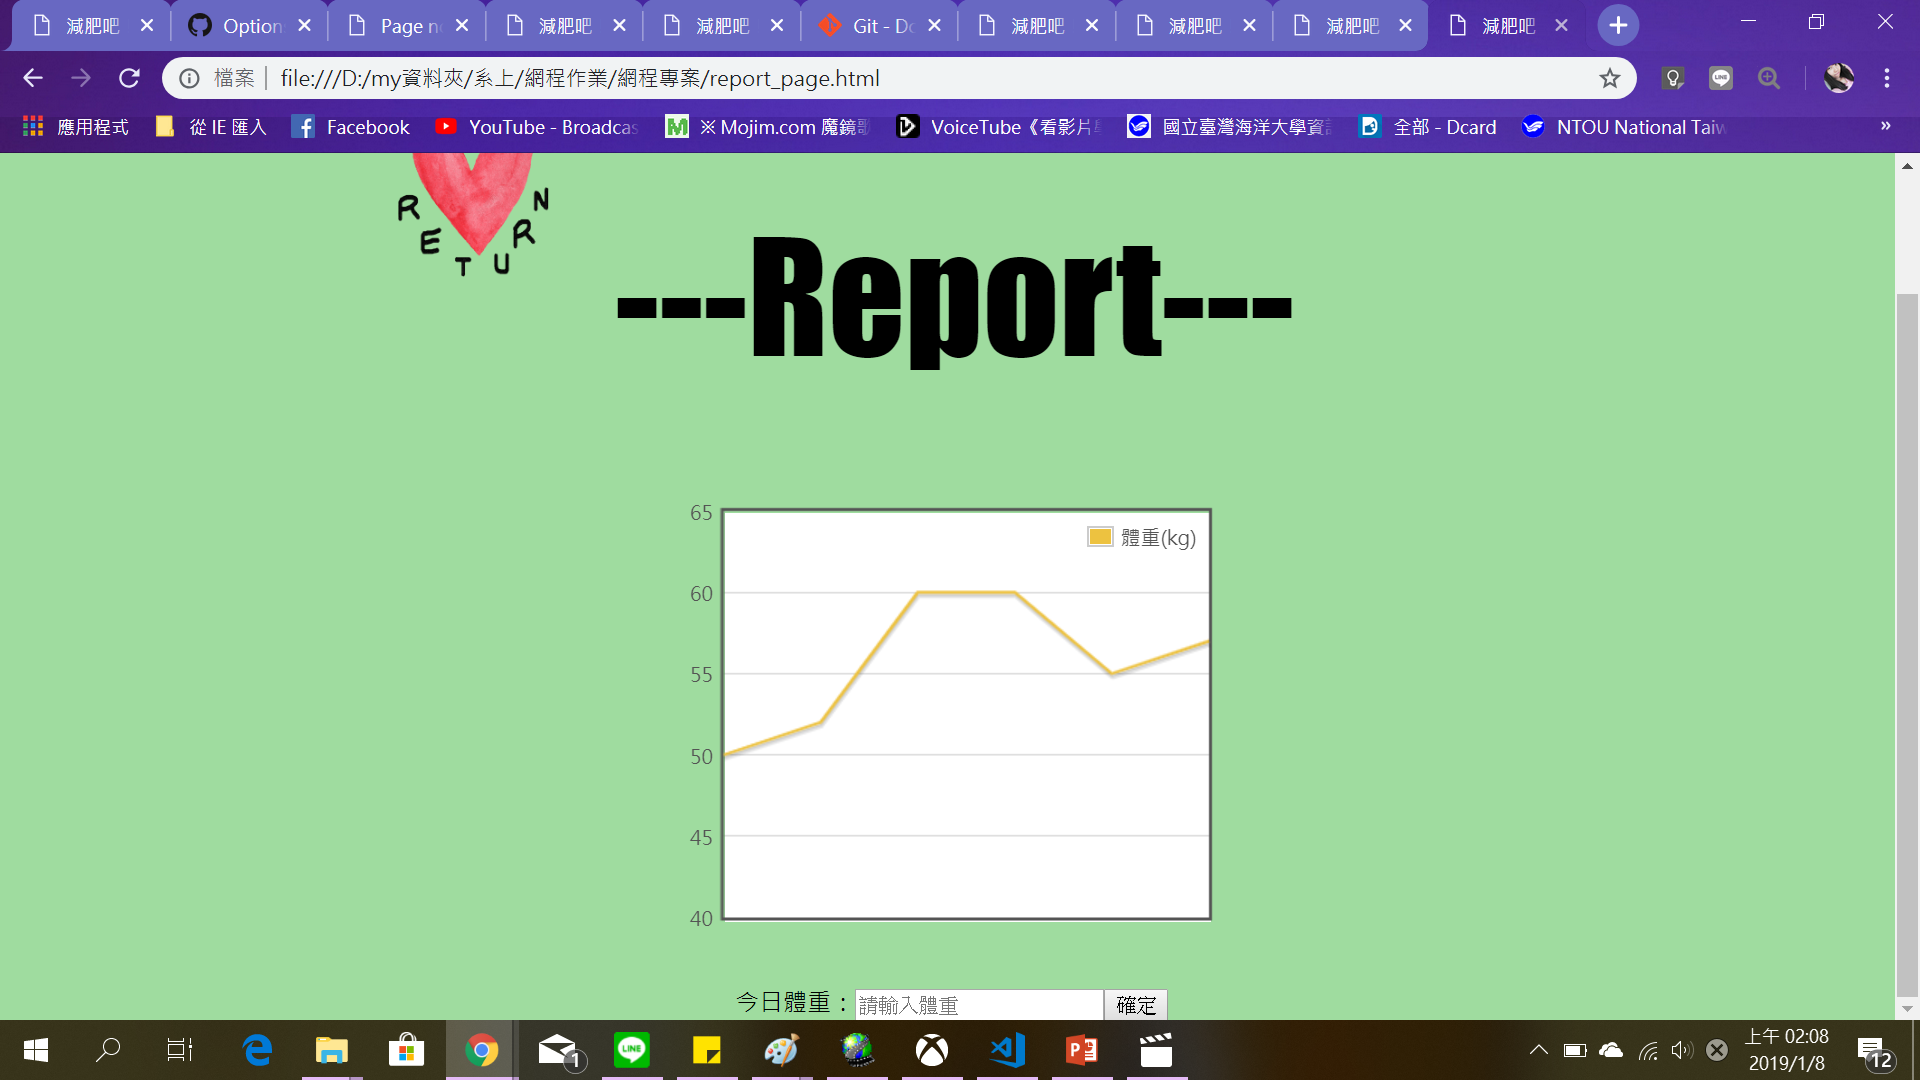 減肥吧
Option
Page n
減肥吧
減肥吧
Git - Do
減肥吧
減肥吧
減肥吧
減肥吧
檔案 file:///D:/my資料夾/系上/網程作業/網程專案/report_page.html
應用程式
從 IE 匯入
Facebook
YouTube - Broadcas
※ Mojim.com 魔鏡歌
VoiceTube《看影片學
國立臺灣海洋大學資
全部 - Dcard
NTOU National Taiw
»
RETURN
---Report---
體重(kg)
65
60
55
50
45
40
今日體重：請輸入體重 確定
1
LINE
上午 02:08
2019/1/8
12